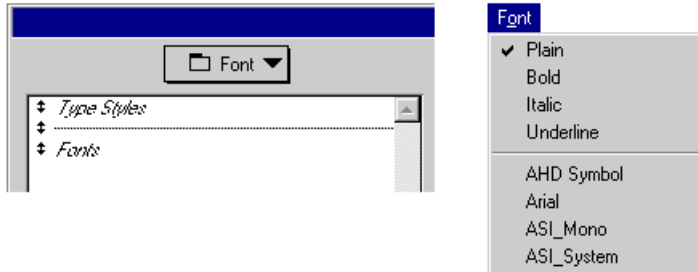 Font
Type Styles
Fonts
Font
Plain
Bold
Italic
Underline
AHD Symbol
Arial
ASI_Mono
ASI_System